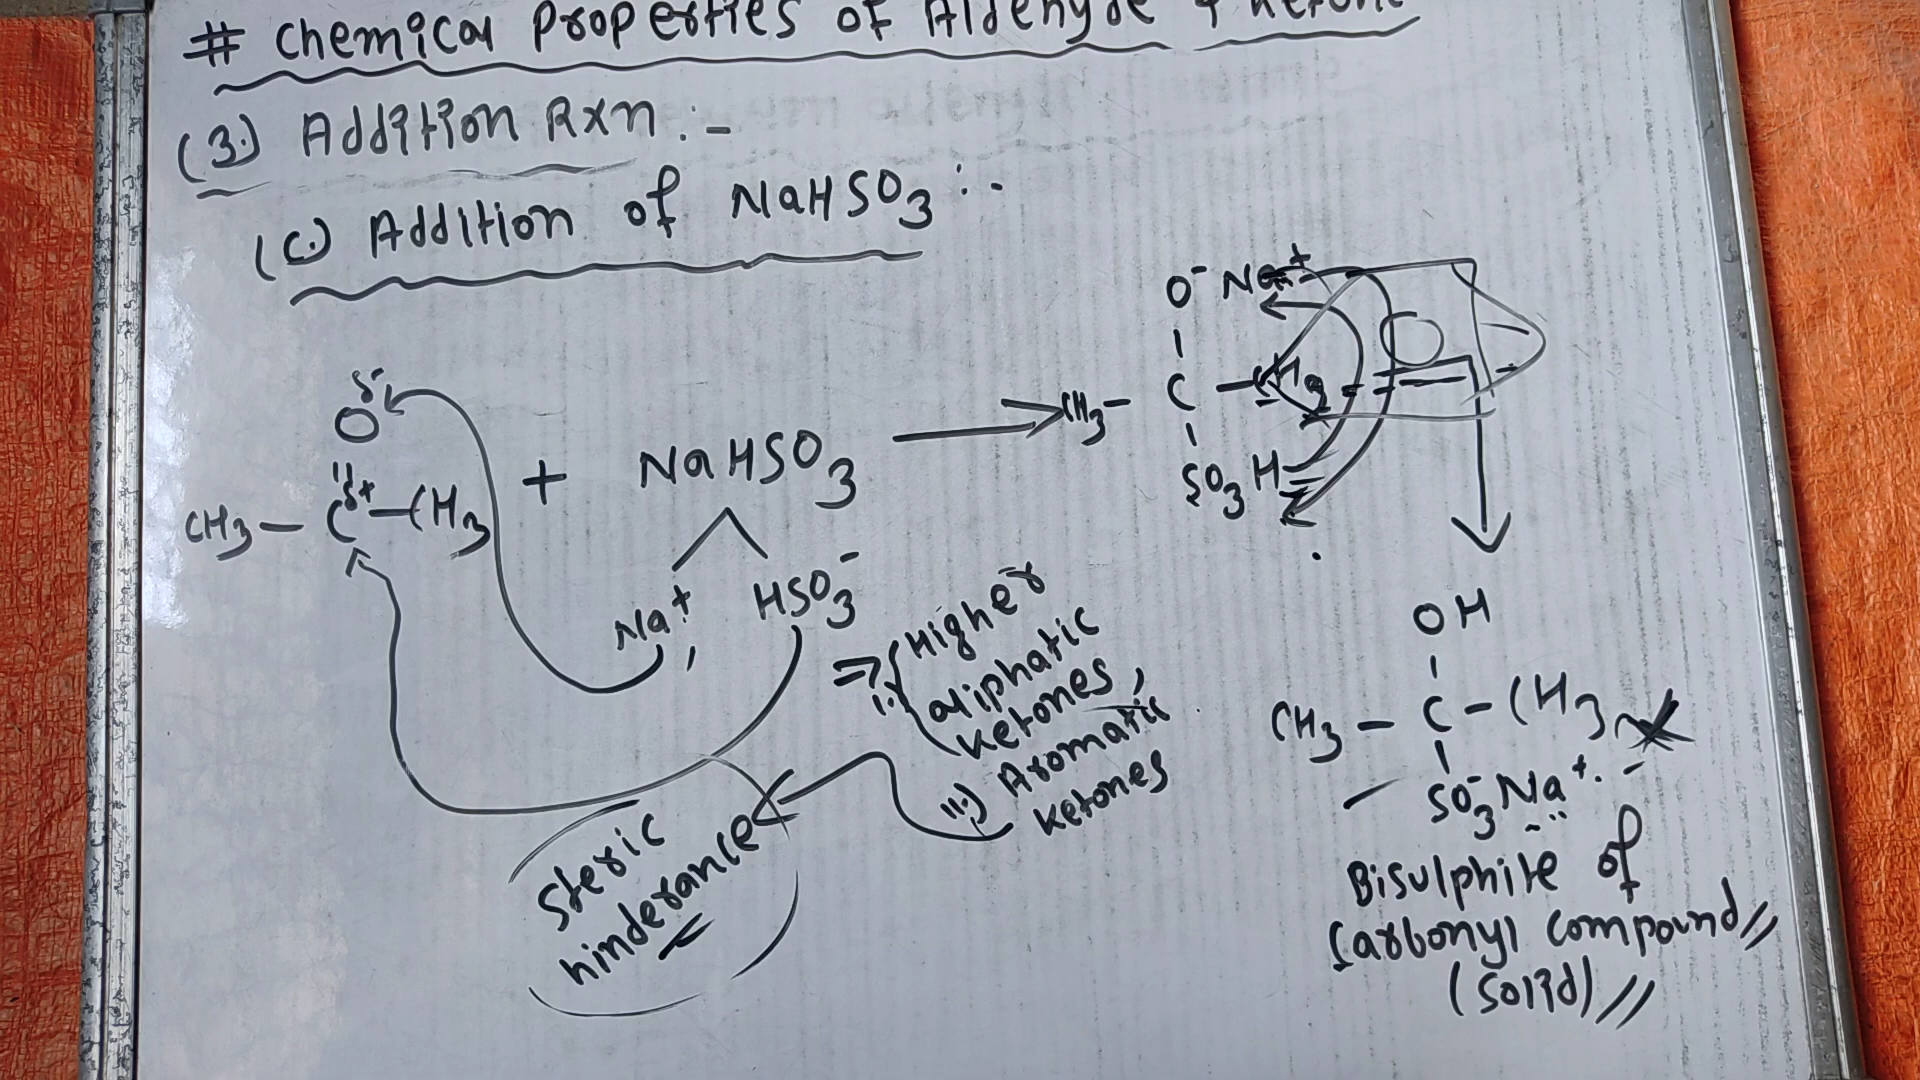 # Chemical Properties of Aldehyde & Ketone
(3.) Addition Rxn :-
(C.) Addition of NaHSO3 :-
O δ-
||
CH3 - C δ+ - CH3 + NaHSO3 →
Na+, HSO3-
O- Na+
|
CH3 - C - CH3
|
SO3H
OH
|
CH3 - C - CH3
|
SO3- Na+
Bisulphite of
Carbonyl Compound
(Solid)
⇒ i.) Higher
aliphatic
ketones,
ii.) Aromatic
ketones
Steric
hinderance